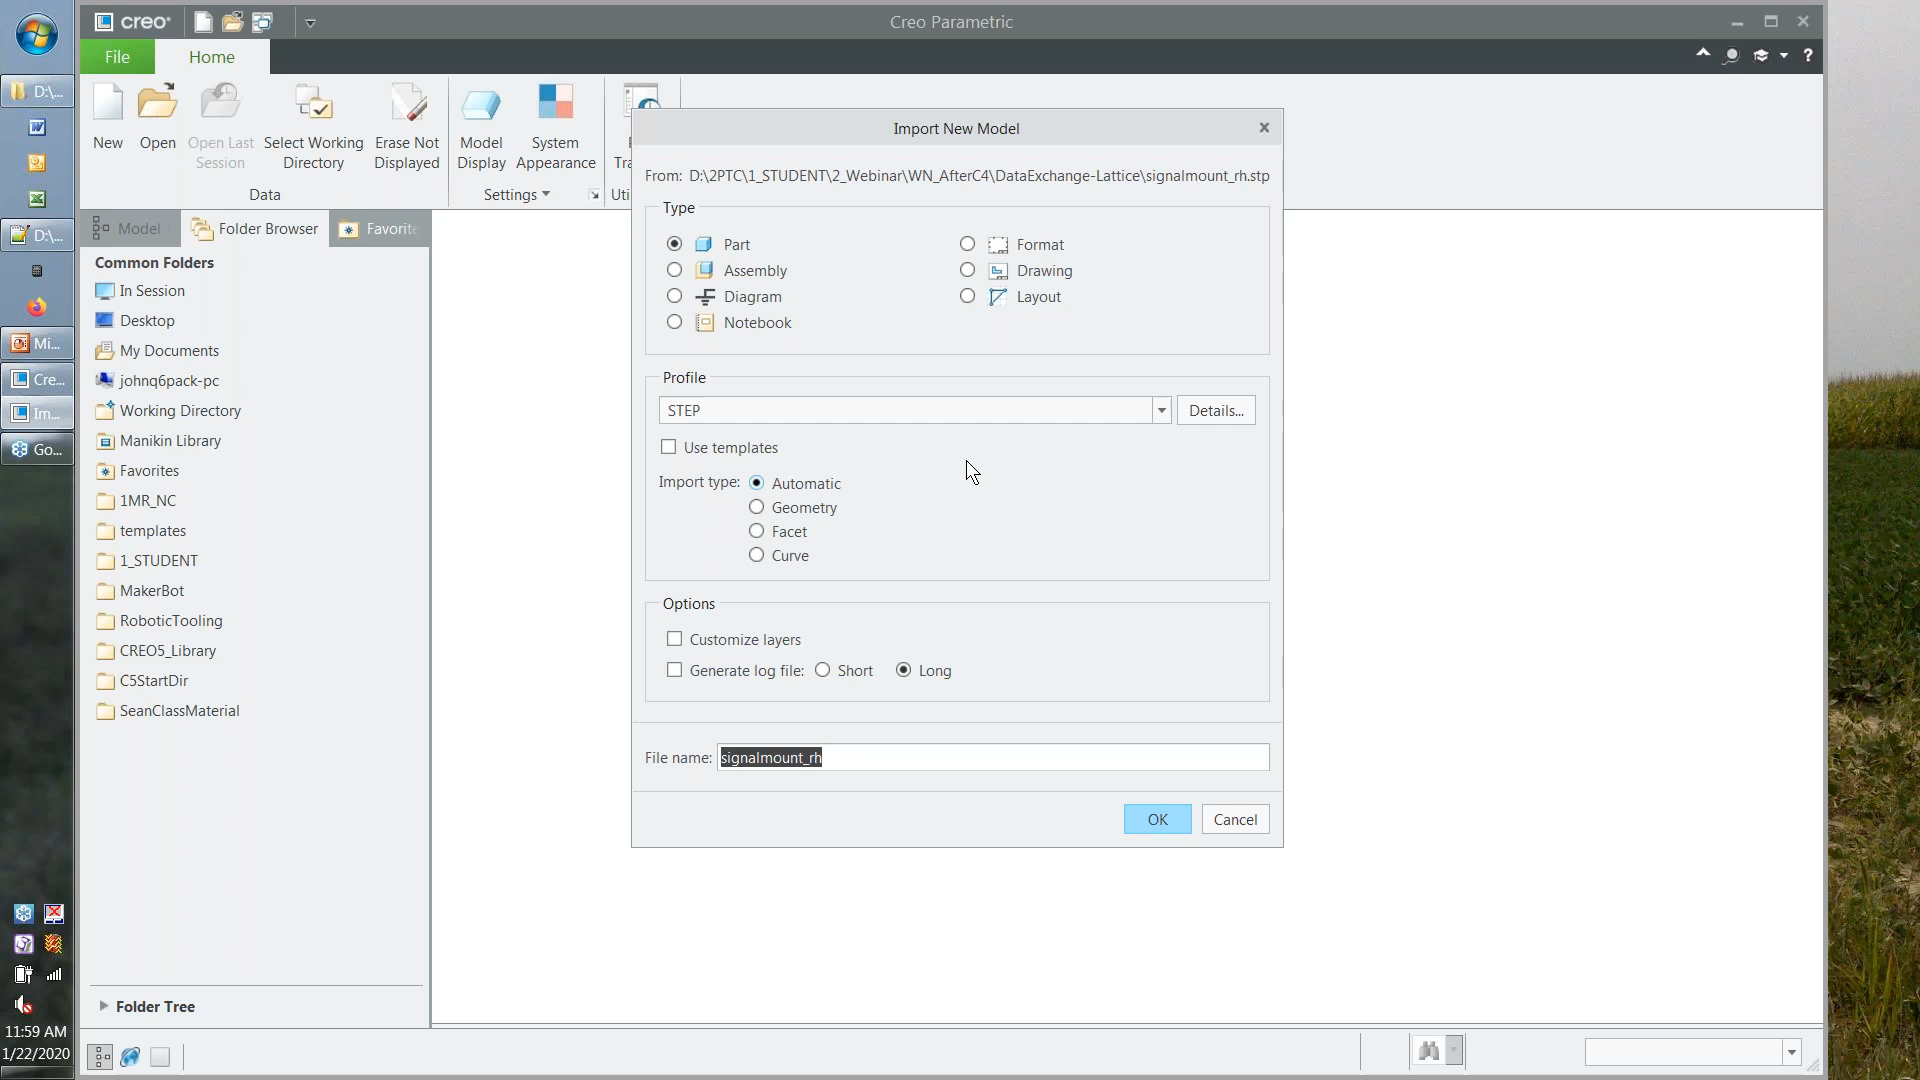 creo
Creo Parametric
File
Home
?
D:\...
New
Open
Open Last Session
Select Working Directory
Erase Not Displayed
Model Display
System Appearance
Data
Settings
Model
Folder Browser
Common Folders
In Session
Desktop
My Documents
johnq6pack-pc
Working Directory
Manikin Library
Favorites
1MR_NC
templates
1_STUDENT
MakerBot
RoboticTooling
CREO5_Library
C5StartDir
SeanClassMaterial
Folder Tree
D:\...
Mi...
Cre...
Im...
Go...
11:59 AM
1/22/2020
Import New Model
From: D:\2PTC\1_STUDENT\2_Webinar\WN_AfterC4\DataExchange-Lattice\signalmount_rh.stp
Type
Part
Format
Assembly
Drawing
Diagram
Layout
Notebook
Profile
STEP
Details...
Use templates
Import type:
Automatic
Geometry
Facet
Curve
Options
Customize layers
Generate log file:
Short
Long
File name: signalmount_rh
OK
Cancel